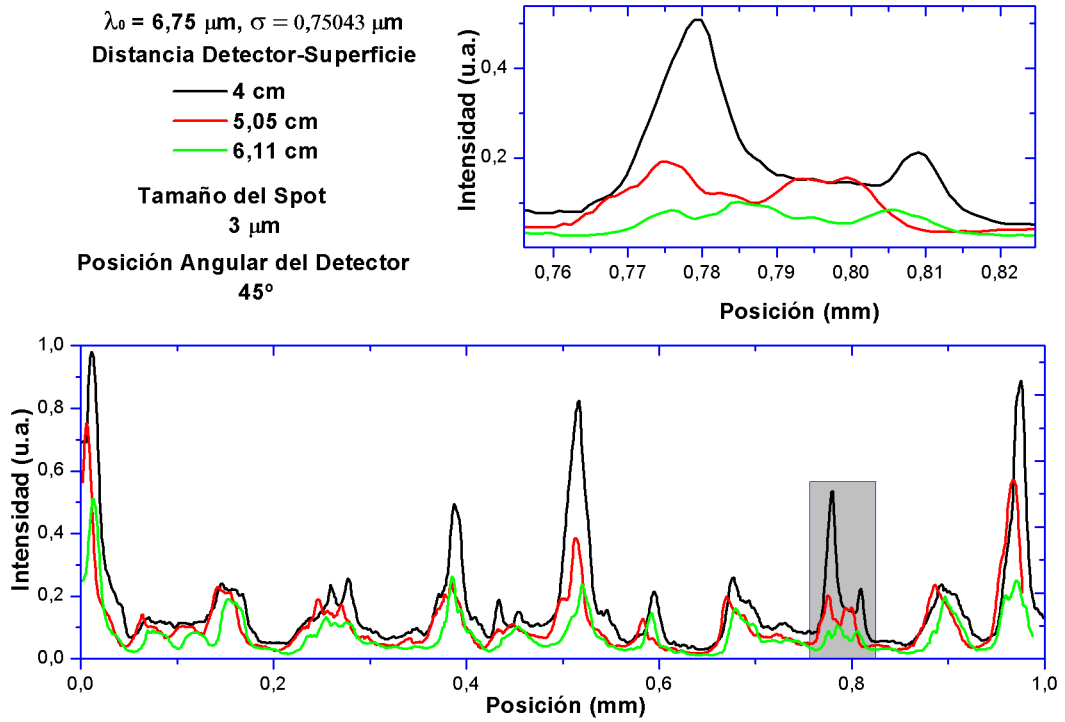 λ₀ = 6,75 μm, σ = 0,75043 μm
Distancia Detector-Superficie
4 cm
5,05 cm
6,11 cm
Tamaño del Spot
3 μm
Posición Angular del Detector
45º
Intensidad (u.a.)
0,4
0,2
0,76 0,77 0,78 0,79 0,80 0,81 0,82
Posición (mm)
Intensidad (u.a.)
1,0
0,8
0,6
0,4
0,2
0,0
0,0 0,2 0,4 0,6 0,8 1,0
Posición (mm)